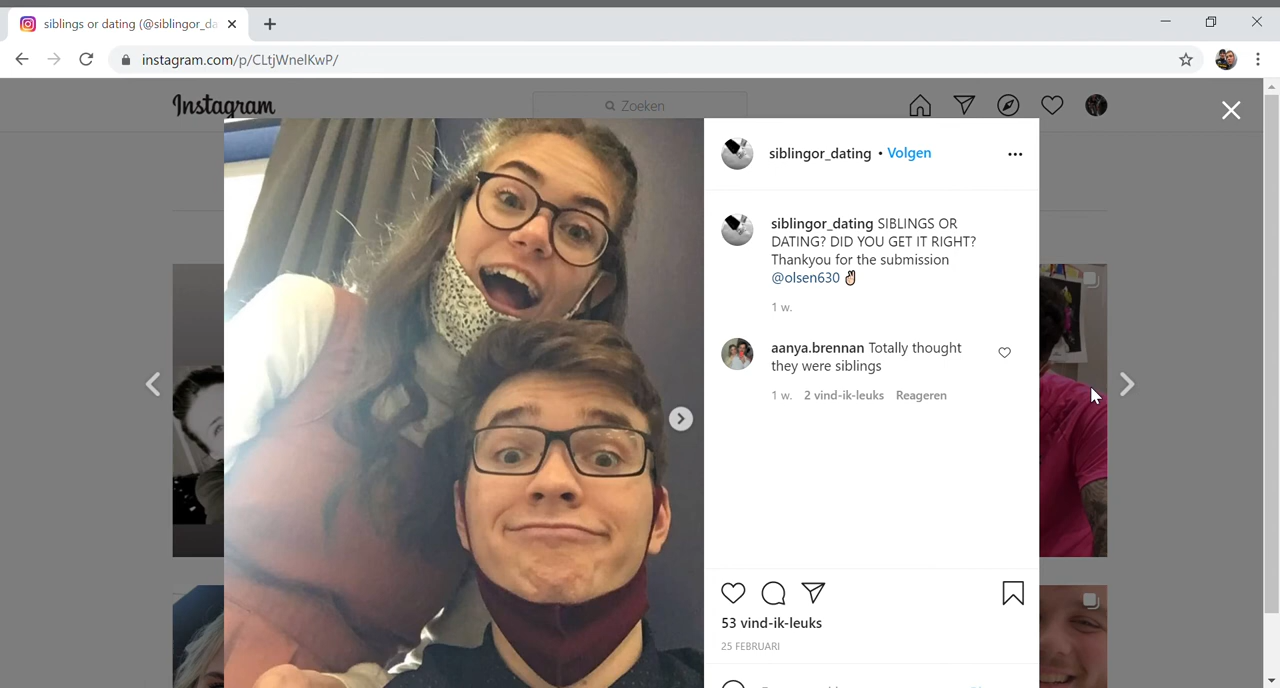 siblings or dating (@siblingor_da
instagram.com/p/CLtjWnelKwP/
Instagram
Zoeken
siblingor_dating • Volgen
siblingor_dating SIBLINGS OR
DATING? DID YOU GET IT RIGHT?
Thankyou for the submission
@olsen630 ✌🏻
1 w.
aanya.brennan Totally thought
they were siblings
1 w. 2 vind-ik-leuks Reageren
53 vind-ik-leuks
25 FEBRUARI